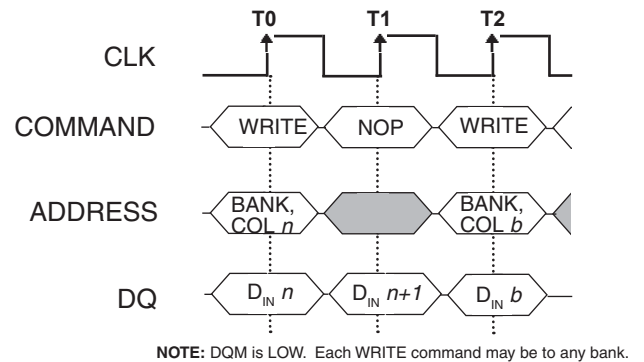 T0 T1 T2
CLK
COMMAND WRITE NOP WRITE
ADDRESS BANK, COL n BANK, COL b
DQ DIN n DIN n+1 DIN b
NOTE: DQM is LOW. Each WRITE command may be to any bank.